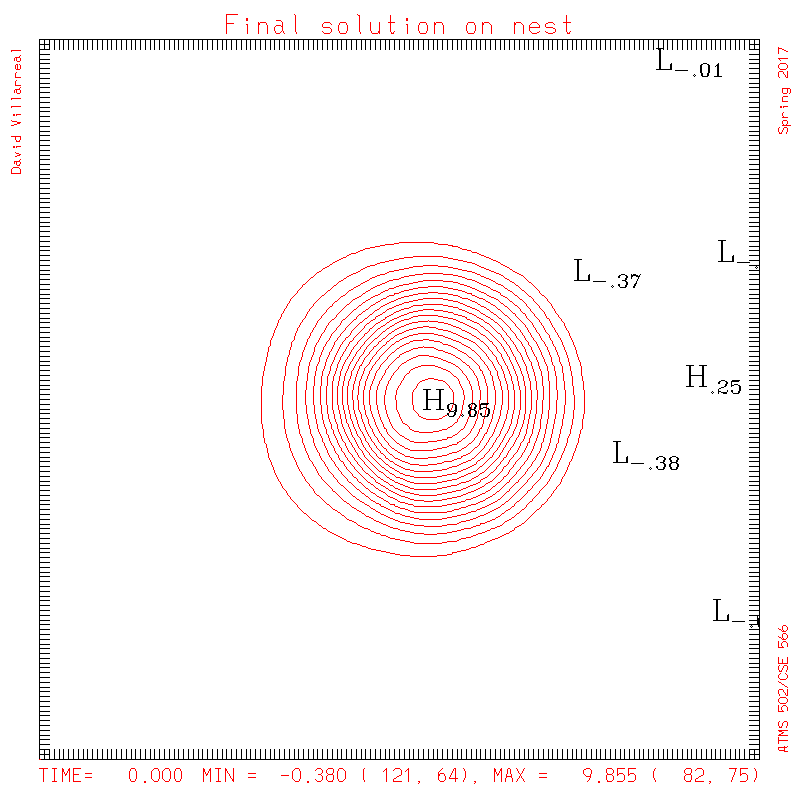 Final solution on nest
David Villarreal
Spring 2017
L-.01
L-.
L-.37
H.25
H9.85
L-.38
L-.
ATMS 502/CSE 566
TIME= 0.000 MIN = -0.380 ( 121, 64), MAX = 9.855 ( 82, 75)